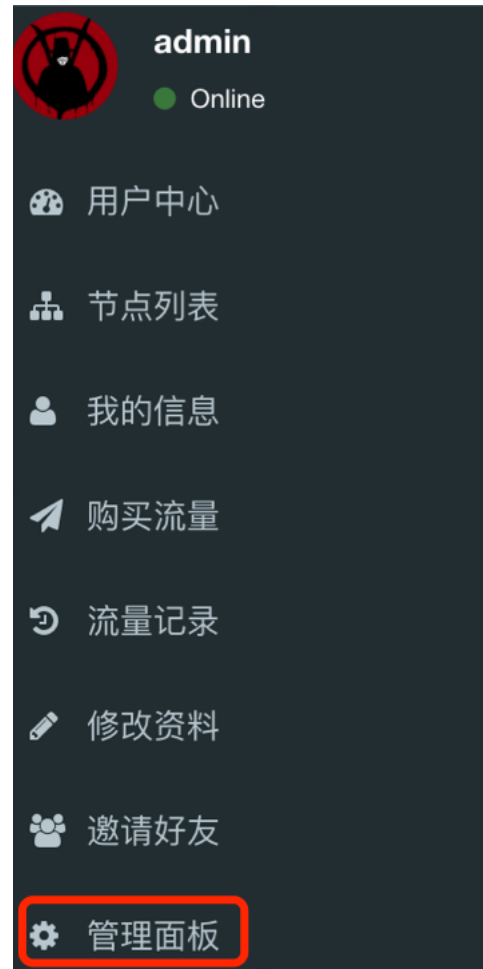 admin
Online
用户中心
节点列表
我的信息
购买流量
流量记录
修改资料
邀请好友
管理面板